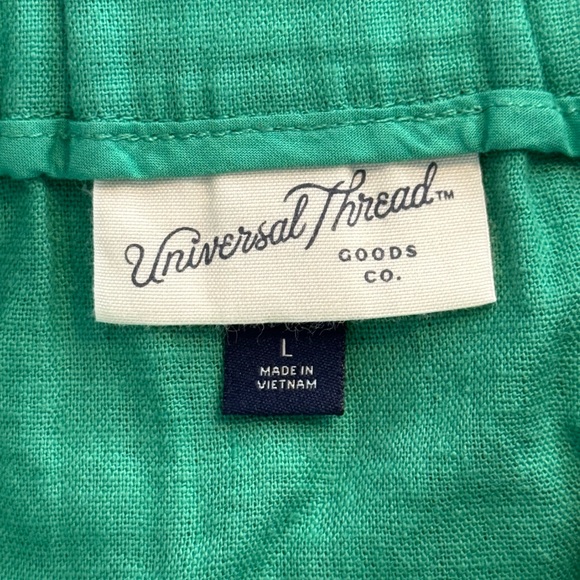 Universal Thread™
GOODS
CO.
L
MADE IN
VIETNAM